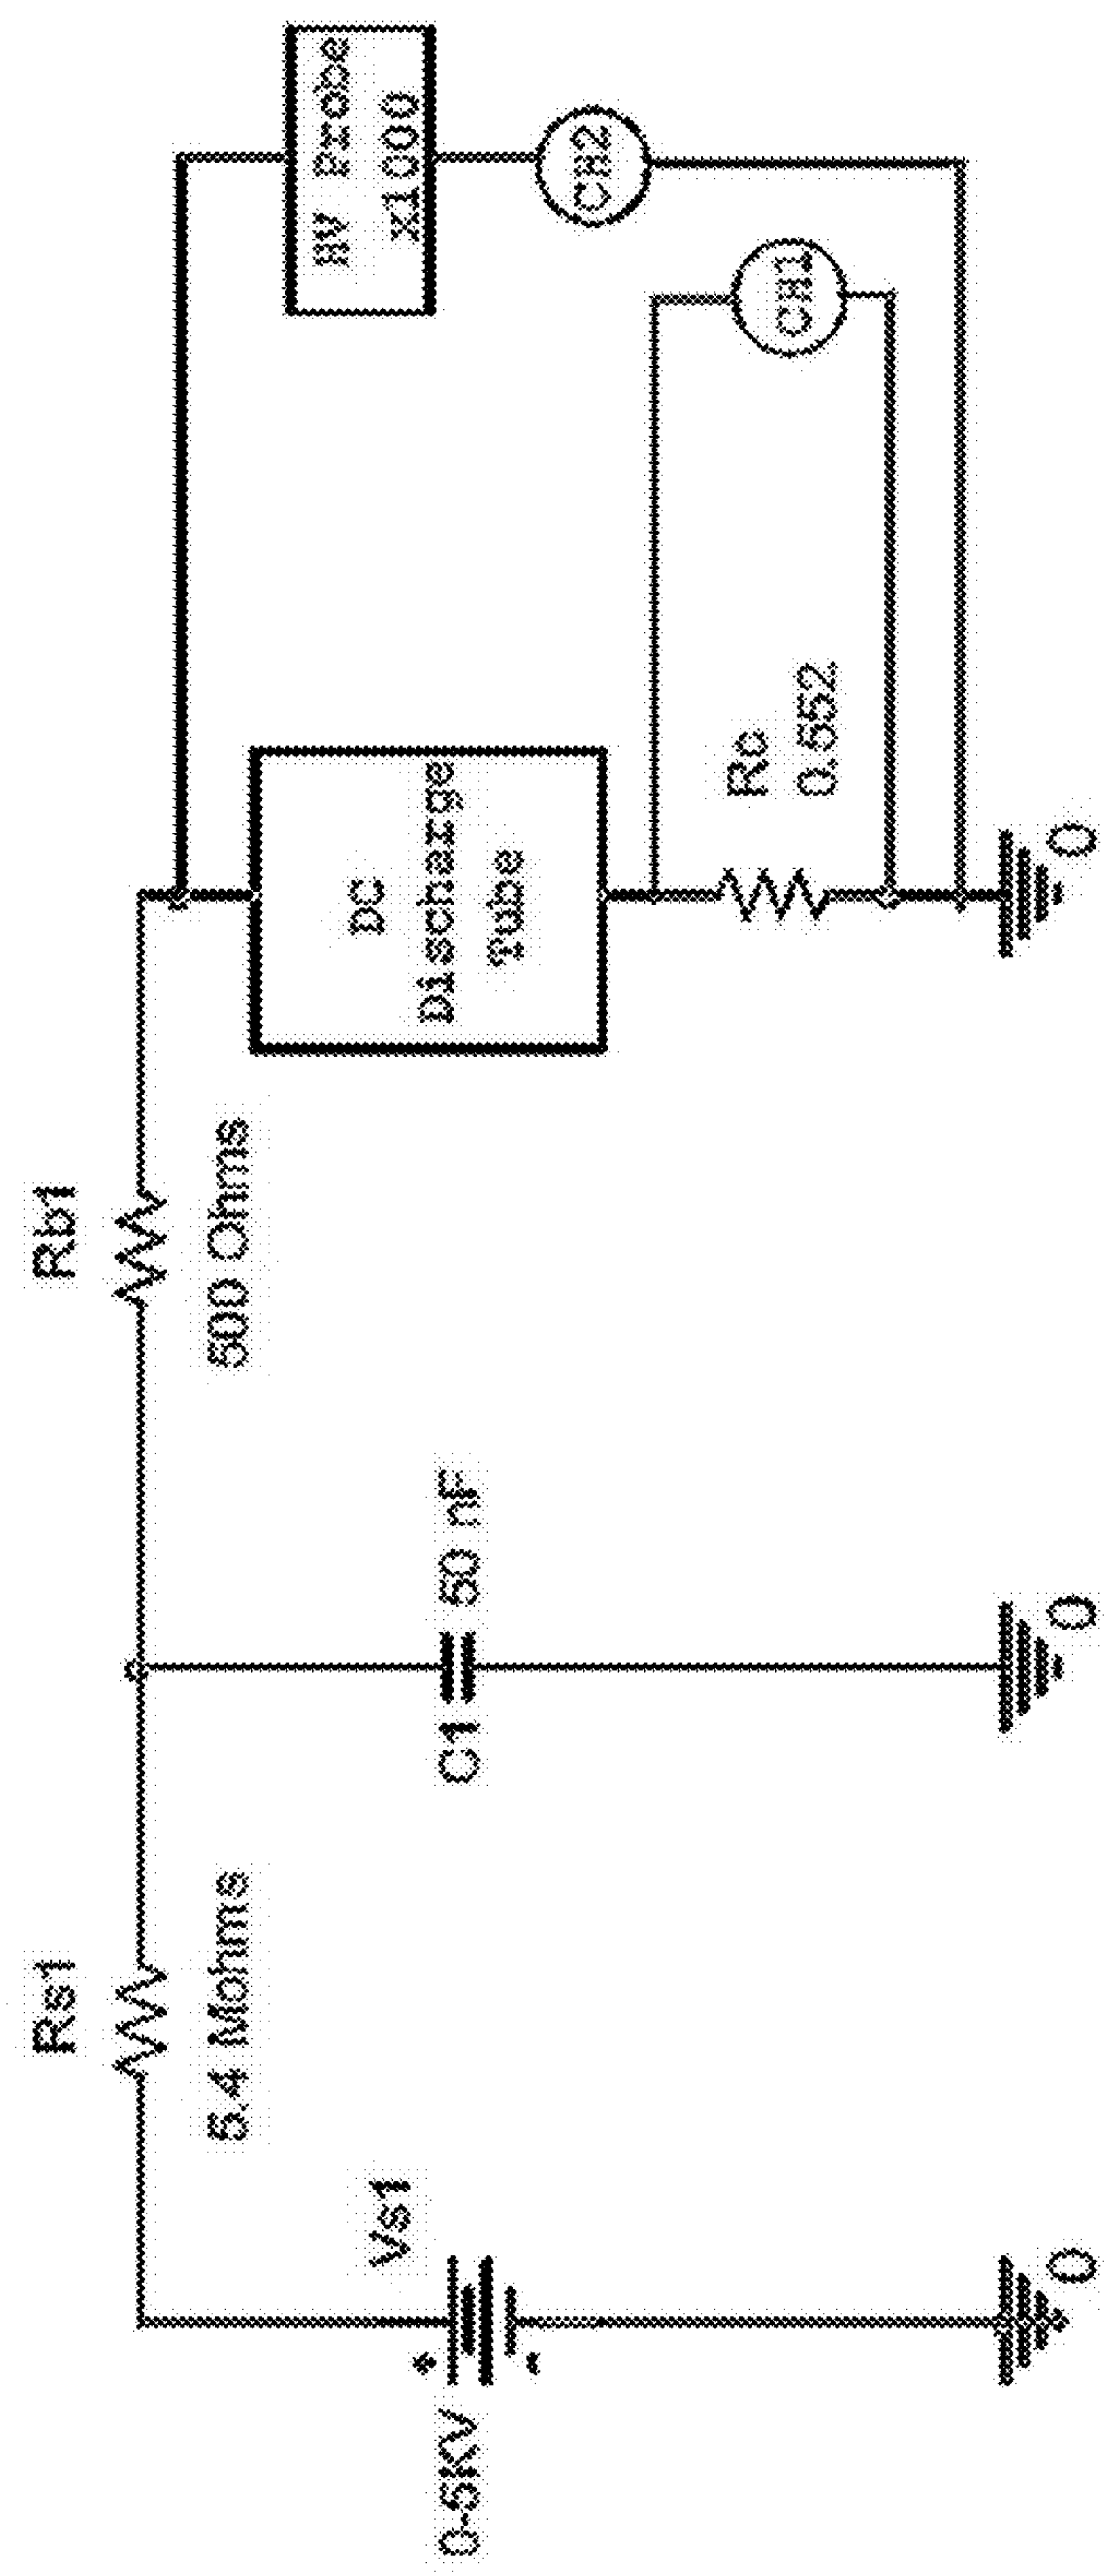 0-5KV
Vs1
0
Rs1
5.4 Mohms
C1
50 nF
0
Rb1
500 Ohms
DC
Discharge
Tube
Rc
0.552
0
HV Probe
x1000
CH1
CH2